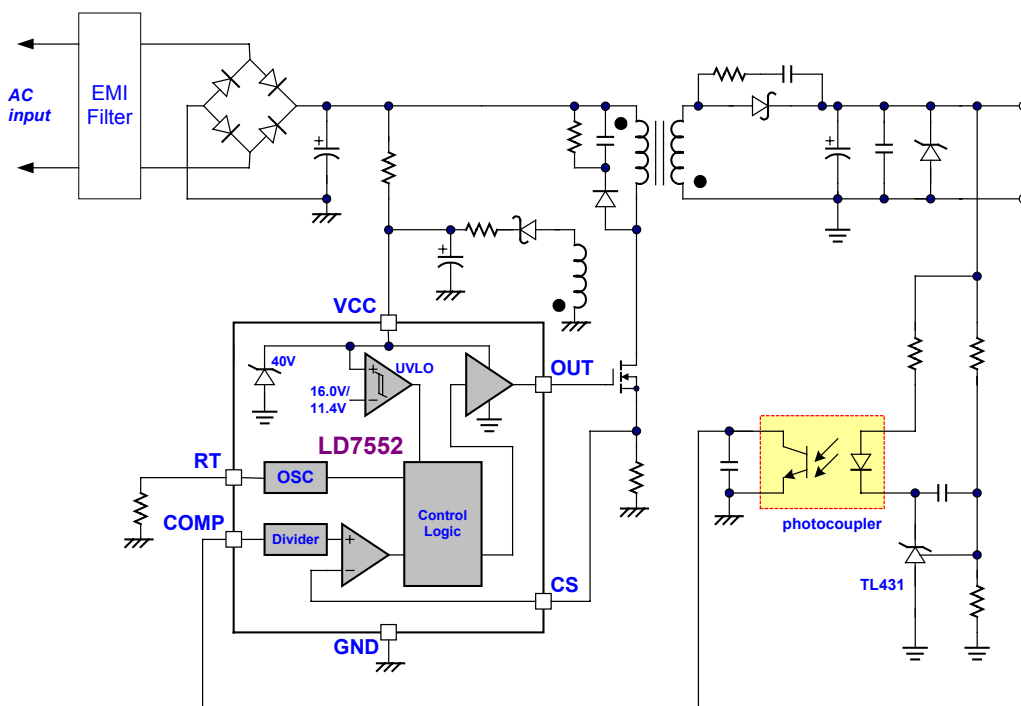 AC
input
EMI
Filter
+
+
+
VCC
40V
+
UVLO
−
16.0V/
11.4V
OUT
LD7552
RT
OSC
COMP
Divider
+
−
Control
Logic
CS
GND
photocoupler
TL431